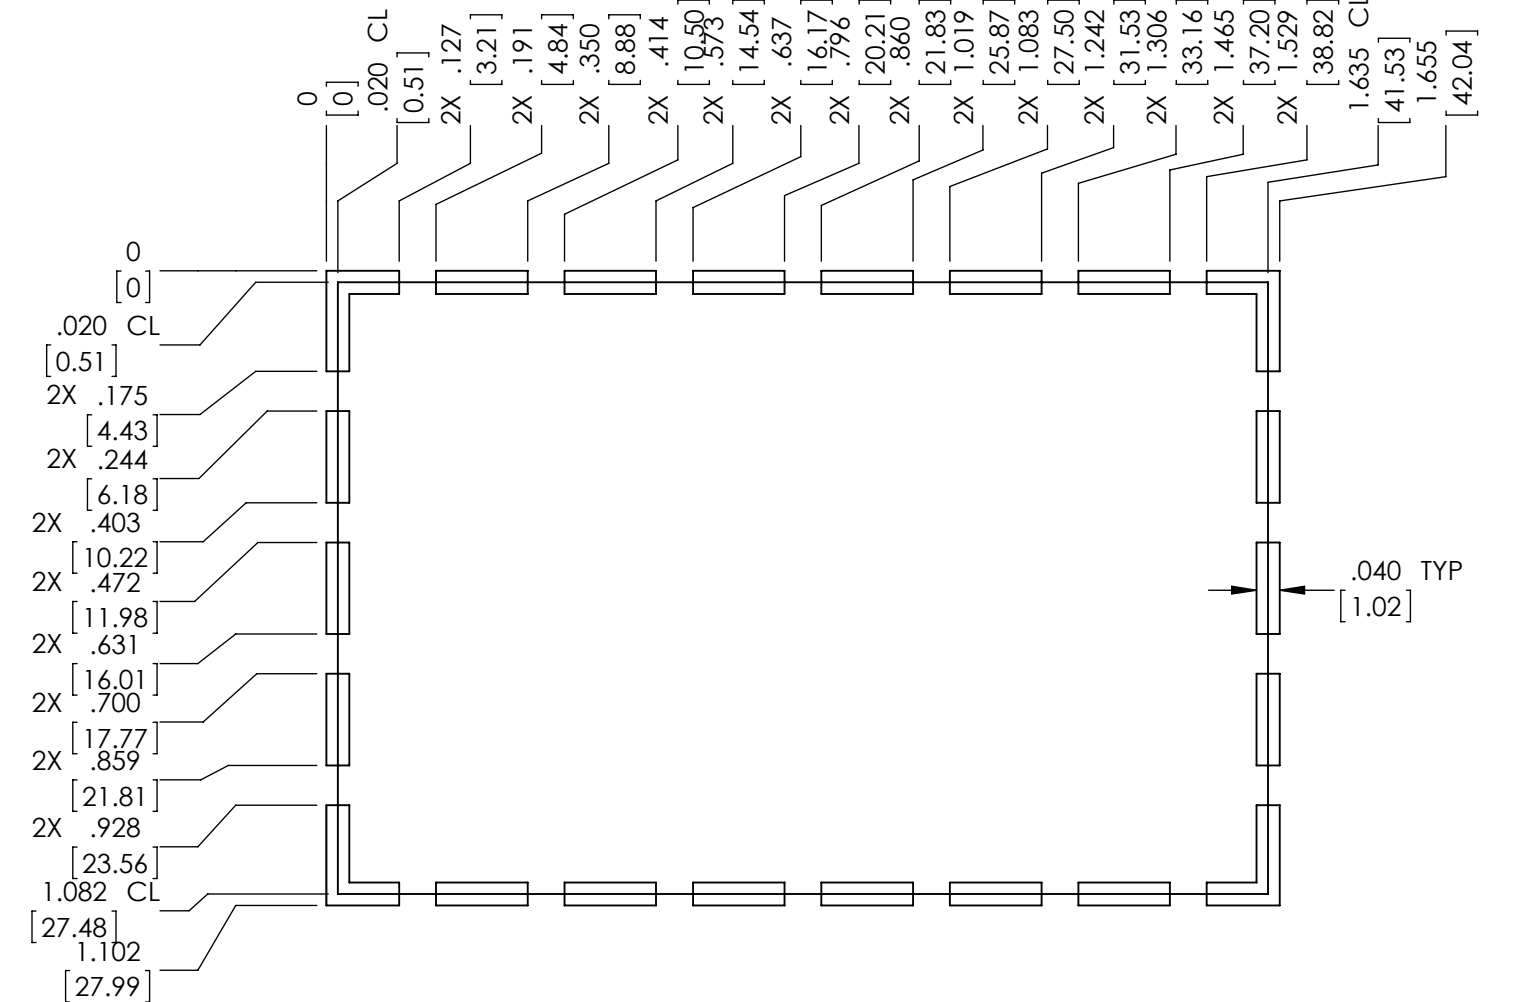 0
[0]
.020 CL
[0.51]
2X .127
[3.21]
2X .191
[4.84]
2X .350
[8.88]
2X .414
[10.50]
2X .573
[14.54]
2X .637
[16.17]
2X .796
[20.21]
2X .860
[21.83]
2X 1.019
[25.87]
2X 1.083
[27.50]
2X 1.242
[31.53]
2X 1.306
[33.16]
2X 1.465
[37.20]
2X 1.529
[38.82]
1.635 CL
[41.53]
1.655
[42.04]
0
[0]
.020 CL
[0.51]
2X .175
[4.43]
2X .244
[6.18]
2X .403
[10.22]
2X .472
[11.98]
2X .631
[16.01]
2X .700
[17.77]
2X .859
[21.81]
2X .928
[23.56]
1.082 CL
[27.48]
1.102
[27.99]
.040 TYP
[1.02]